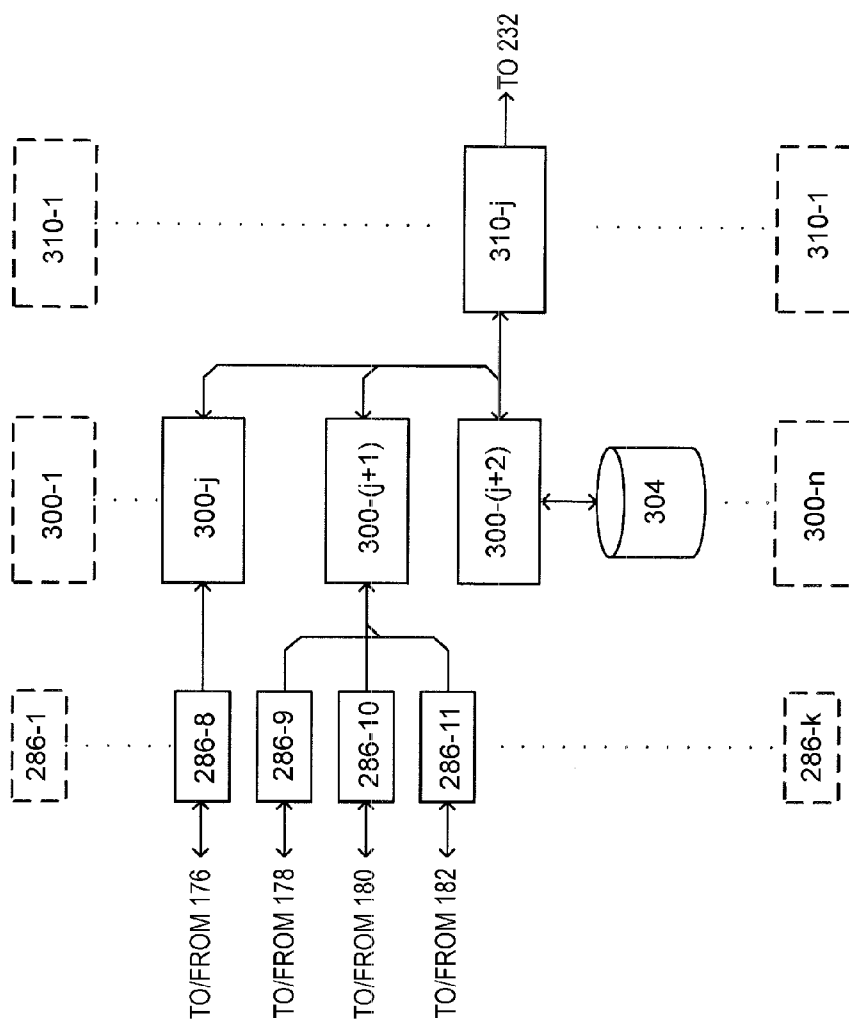 286-1
300-1
310-1
TO/FROM 176
286-8
300-j
TO/FROM 178
286-9
TO/FROM 180
286-10
300-(j+1)
TO/FROM 182
286-11
300-(j+2)
310-j
TO 232
304
286-k
300-n
310-1